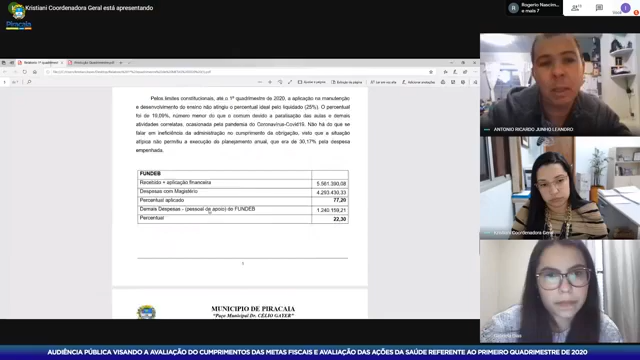 Kristiani Coordenadora Geral está apresentando
Piracaia
Rogerio Nascim...
e mais 7
Pelos limites constitucionais, até o 1º quadrimestre de 2020, a aplicação na manutenção
e desenvolvimento do ensino não atingiu o percentual ideal pelo liquidado (25%). O percentual
foi de 19,09%, número menor do que o comum devido a paralisação das aulas e demais
atividades correlatas, ocasionada pela pandemia do Coronavírus-Covid19. Não há do que se
falar em ineficiência da administração no cumprimento da obrigação, visto que a situação
atípica não permitiu a execução do planejamento anual, que era de 30,17% pela despesa
empenhada.
FUNDEB
Recebido + aplicação financeira 5.561.390,08
Despesas com Magistério 4.293.430,33
Percentual aplicado 77,20
Demais Despesas - (pessoal de apoio) do FUNDEB 1.240.159,21
Percentual 22,30
MUNICIPIO DE PIRACAIA
"Paço Municipal Dr. CÉLIO GAYER"
ANTONIO RICARDO JUNHO LEANDRO
Kristiani Coordenadora Geral
AUDIÊNCIA PÚBLICA VISANDO A AVALIAÇÃO DO CUMPRIMENTOS DAS METAS FISCAIS E AVALIAÇÃO DAS AÇÕES DA SAÚDE REFERENTE AO PRIMEIRO QUADRIMESTRE DE 2020